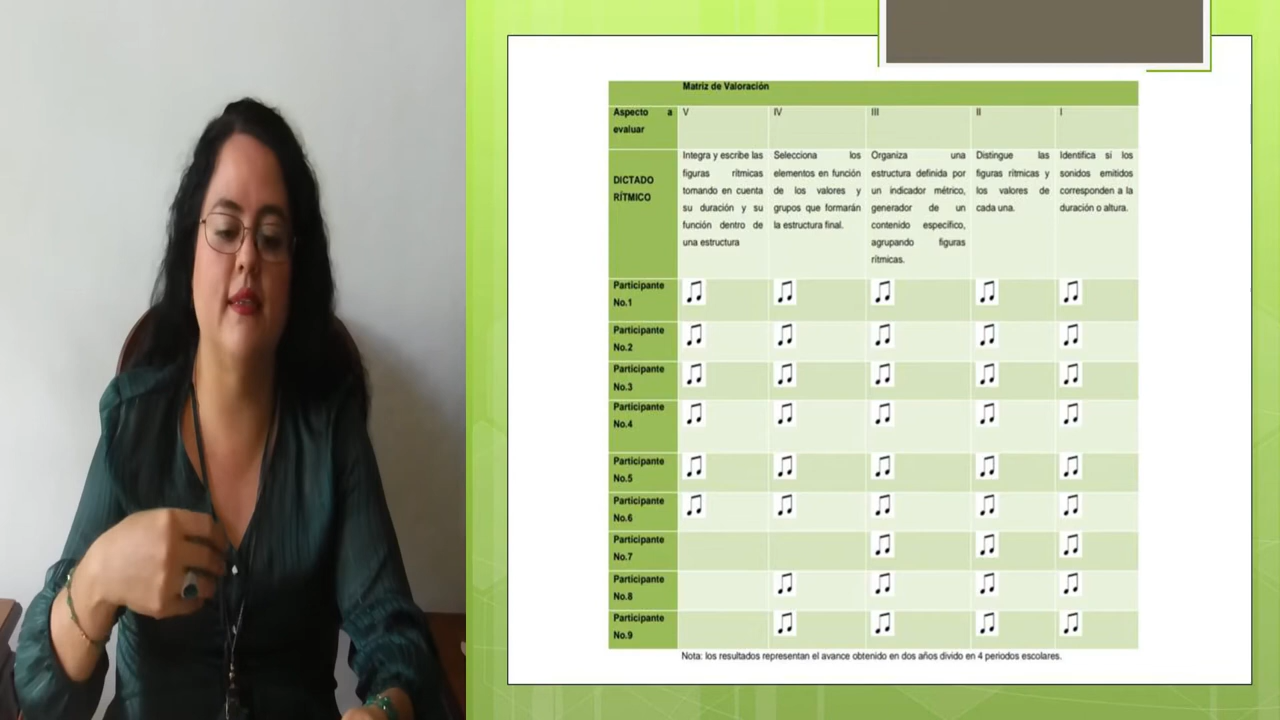 Matriz de Valoración
Aspecto a
evaluar
V
IV
III
II
I
DICTADO
RÍTMICO
Integra y escribe las
figuras rítmicas
tomando en cuenta
su duración y su
función dentro de
una estructura
Selecciona los
elementos en función
de los valores y
grupos que formarán
la estructura final.
Organiza una
estructura definida por
un indicador métrico,
generador de un
contenido específico,
agrupando figuras
rítmicas.
Distingue las
figuras rítmicas y
los valores de
cada una.
Identifica si los
sonidos emitidos
corresponden a la
duración o altura.
Participante
No.1
Participante
No.2
Participante
No.3
Participante
No.4
Participante
No.5
Participante
No.6
Participante
No.7
Participante
No.8
Participante
No.9
Nota: los resultados representan el avance obtenido en dos años divido en 4 periodos escolares.